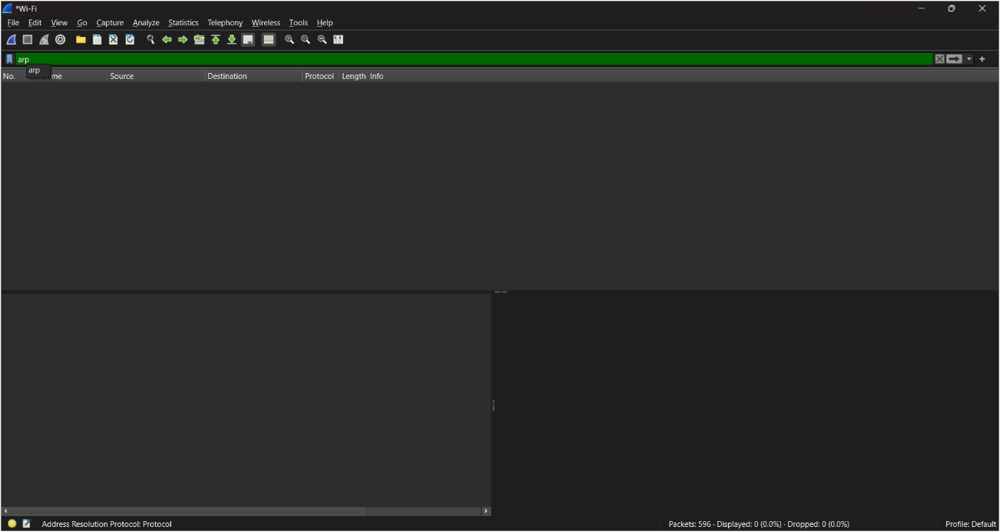 *Wi-Fi
File Edit View Go Capture Analyze Statistics Telephony Wireless Tools Help
arp
arp
No. me Source Destination Protocol Length Info
Address Resolution Protocol: Protocol Packets: 596 · Displayed: 0 (0.0%) · Dropped: 0 (0.0%) Profile: Default